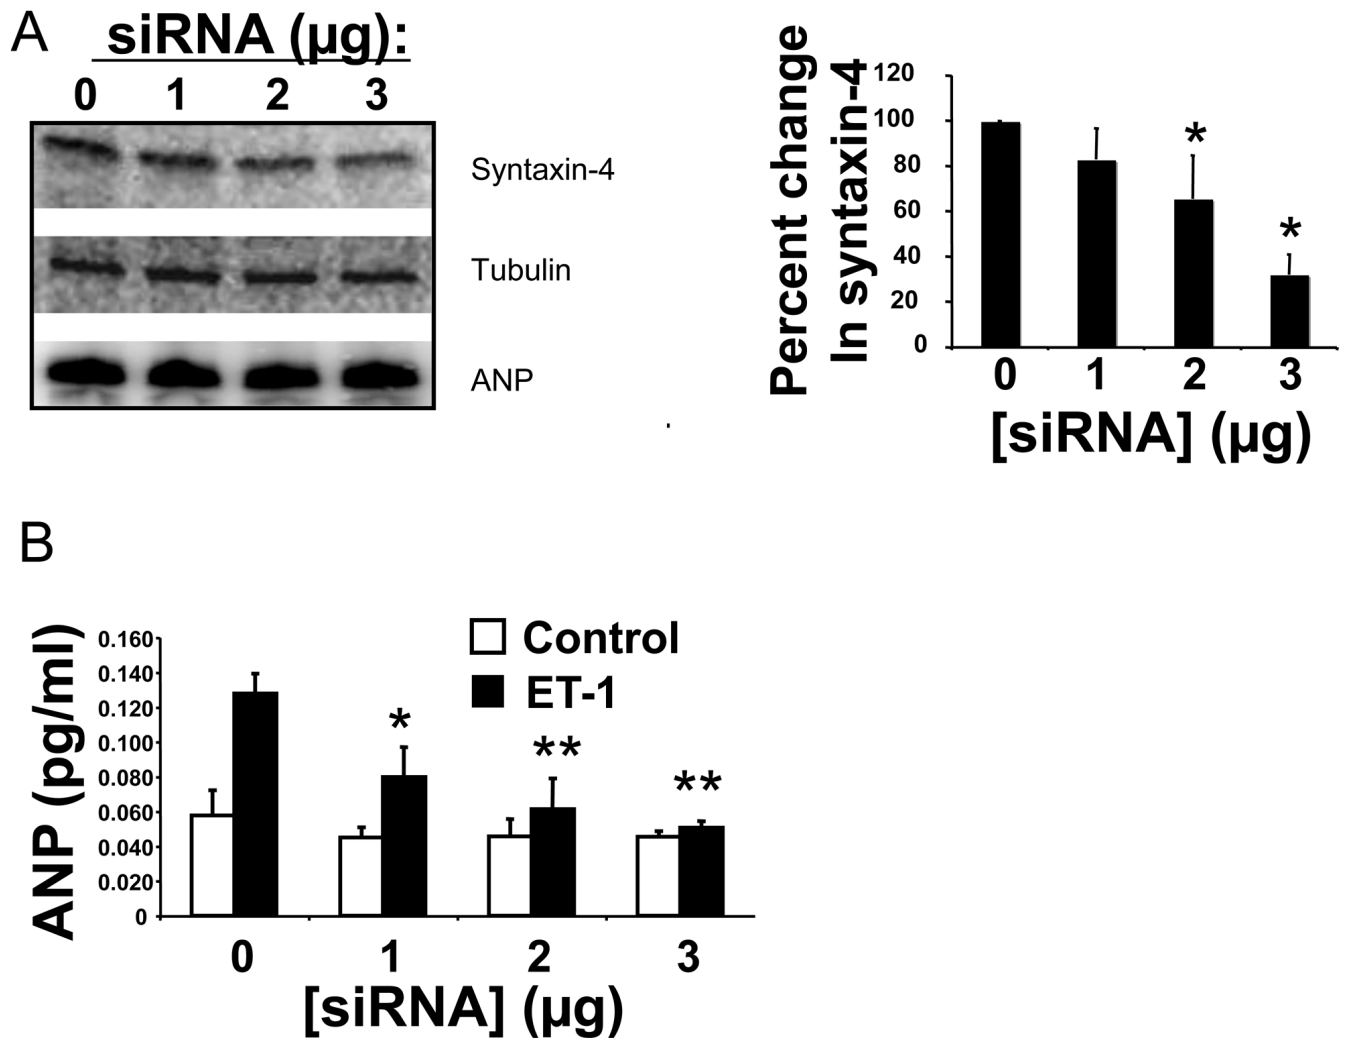 A
siRNA (µg):
0 1 2 3
Syntaxin-4
Tubulin
ANP
Percent change
In syntaxin-4
120
100
80
60
40
20
0
*
*
0 1 2 3
[siRNA] (µg)
B
ANP (pg/ml)
0.160
0.140
0.120
0.100
0.080
0.060
0.040
0.020
0
Control
ET-1
*
**
**
0 1 2 3
[siRNA] (µg)